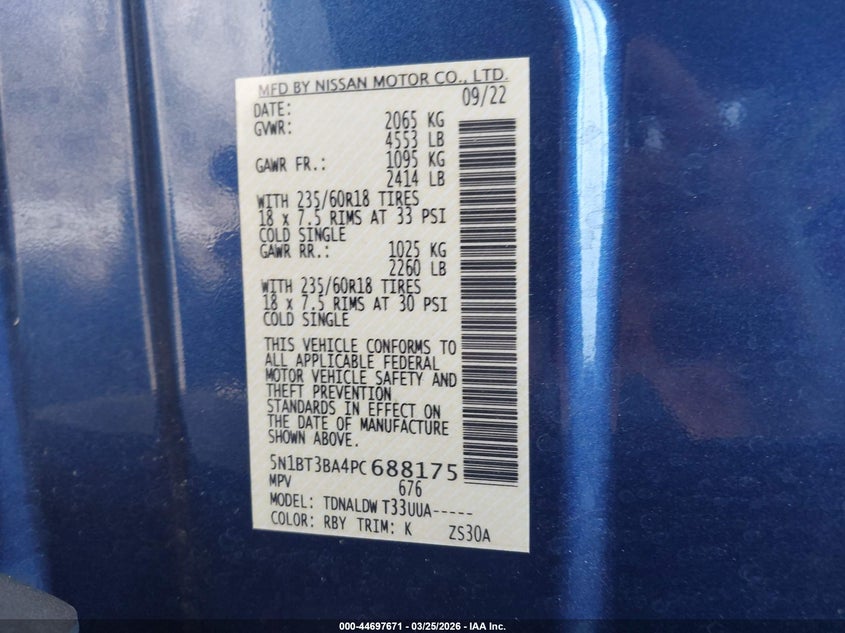 MFD BY NISSAN MOTOR CO., LTD.
DATE: 09/22
GVWR: 2065 KG
4553 LB
GAWR FR.: 1095 KG
2414 LB
WITH 235/60R18 TIRES
18 x 7.5 RIMS AT 33 PSI
COLD SINGLE
GAWR RR.: 1025 KG
2260 LB
WITH 235/60R18 TIRES
18 x 7.5 RIMS AT 30 PSI
COLD SINGLE
THIS VEHICLE CONFORMS TO
ALL APPLICABLE FEDERAL
MOTOR VEHICLE SAFETY AND
THEFT PREVENTION
STANDARDS IN EFFECT ON
THE DATE OF MANUFACTURE
SHOWN ABOVE.
5N1BT3BA4PC688175
MPV 676
MODEL: TDNALDW T33UUA-----
COLOR: RBY TRIM: K ZS30A
000-44697671 - 03/25/2026 - IAA Inc.